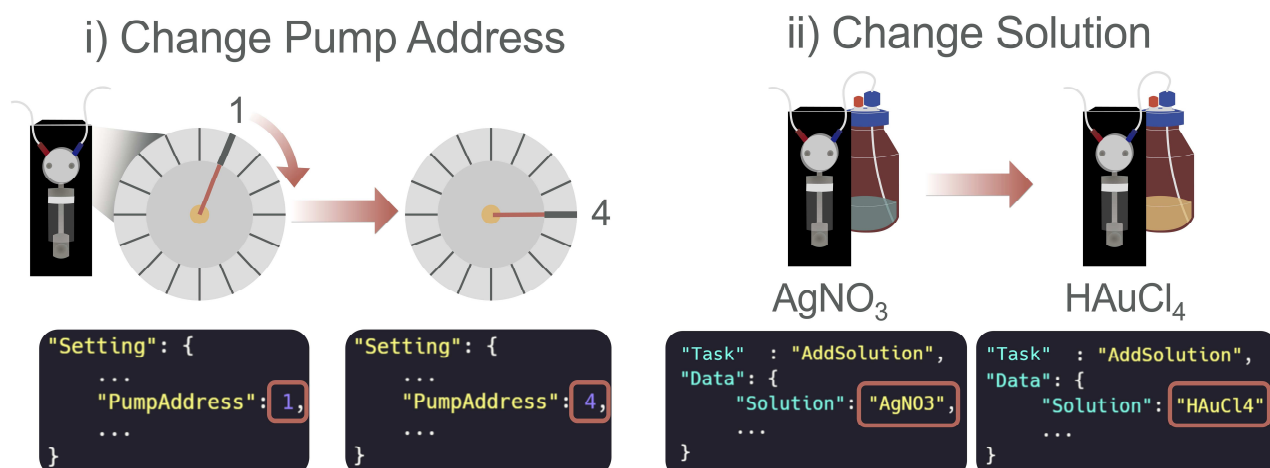 i) Change Pump Address
1
4
"Setting": {
...
"PumpAddress": 1,
...
}
"Setting": {
...
"PumpAddress": 4,
...
}
ii) Change Solution
AgNO₃
HAuCl₄
"Task" : "AddSolution",
"Data": {
"Solution": "AgNO3",
...
}
"Task" : "AddSolution",
"Data": {
"Solution": "HAuCl4"
...
}